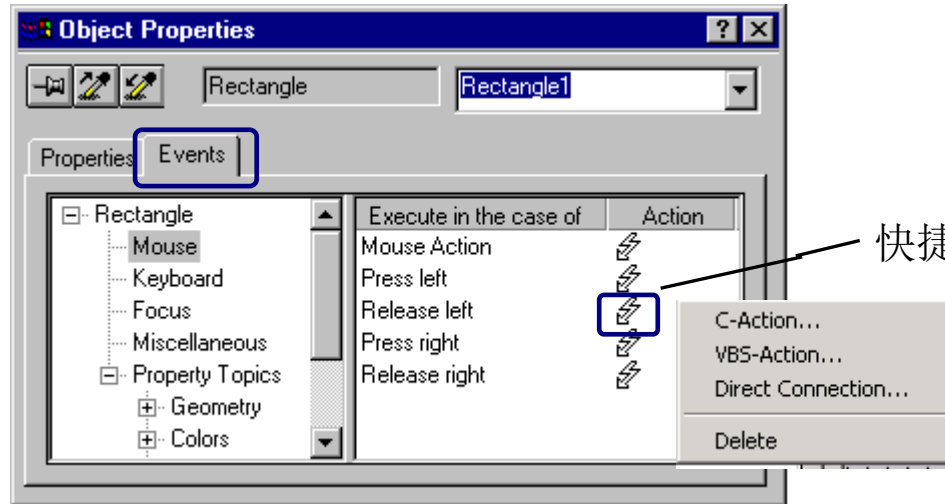 Object Properties
Rectangle
Rectangle1
Properties
Events
Rectangle
Mouse
Keyboard
Focus
Miscellaneous
Property Topics
Geometry
Colors
Execute in the case of Action
Mouse Action
Press left
Release left
Press right
Release right
快捷
C-Action...
VBS-Action...
Direct Connection...
Delete